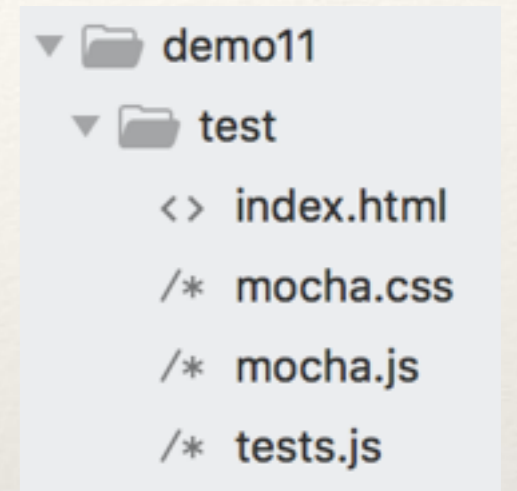 demo11
test
<> index.html
/* mocha.css
/* mocha.js
/* tests.js